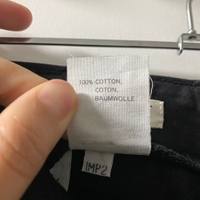 100% COTTON.
COTON.
BAUMWOLLE
IMP2